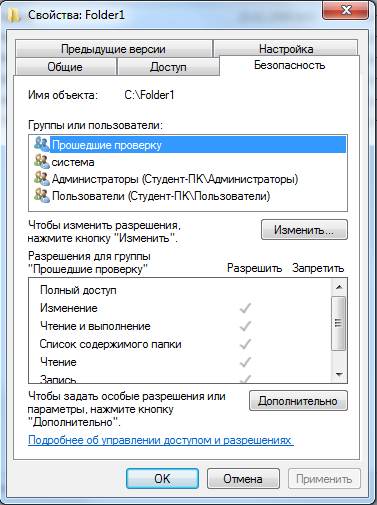 Свойства: Folder1
Предыдущие версии Настройка
Общие Доступ Безопасность
Имя объекта: C:\Folder1
Группы или пользователи:
Прошедшие проверку
система
Администраторы (Студент-ПК\Администраторы)
Пользователи (Студент-ПК\Пользователи)
Чтобы изменить разрешения,
нажмите кнопку "Изменить".
Изменить...
Разрешения для группы
"Прошедшие проверку" Разрешить Запретить
Полный доступ
Изменение
Чтение и выполнение
Список содержимого папки
Чтение
Запись
Чтобы задать особые разрешения или
параметры, нажмите кнопку
"Дополнительно".
Дополнительно
Подробнее об управлении доступом и разрешениях
OK Отмена Применить